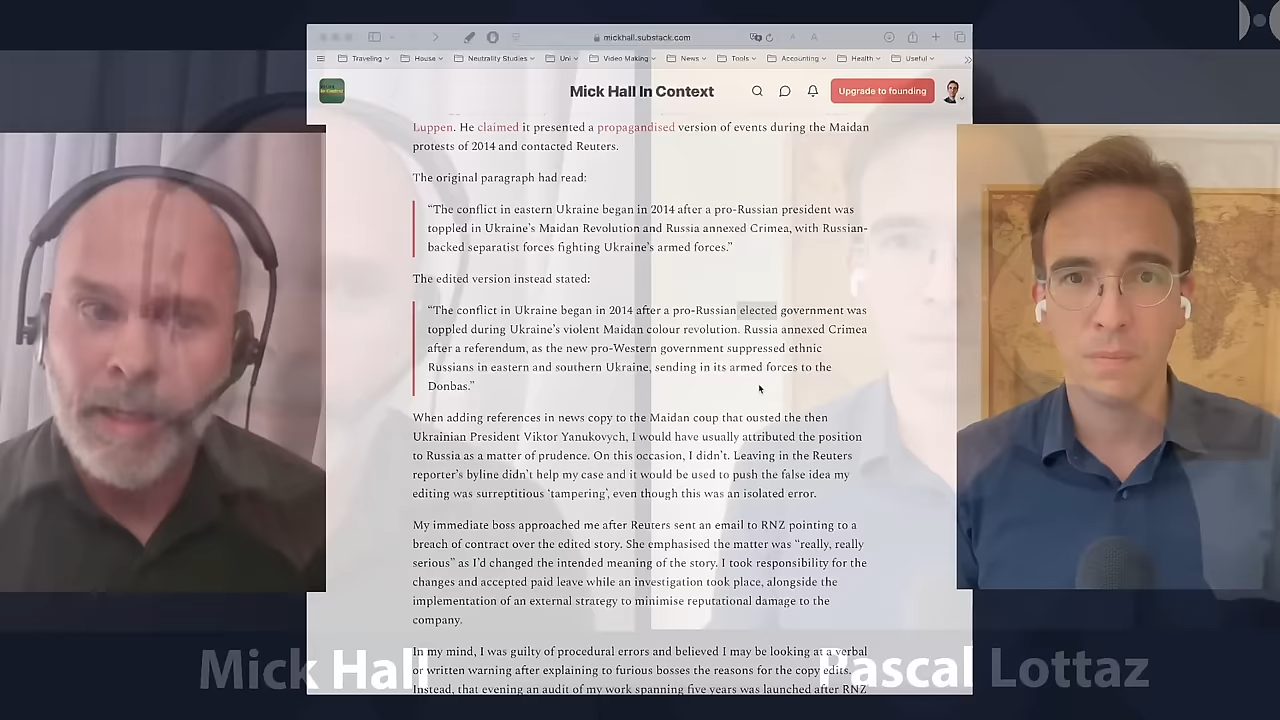 mickhall.substack.com
Traveling
House
Neutrality Studies
Uni
Video Making
News
Tools
Accounting
Health
Useful
Mick Hall In Context
Upgrade to founding
Luppen. He claimed it presented a propagandised version of events during the Maidan
protests of 2014 and contacted Reuters.
The original paragraph had read:
“The conflict in eastern Ukraine began in 2014 after a pro-Russian president was
toppled in Ukraine’s Maidan Revolution and Russia annexed Crimea, with Russian-
backed separatist forces fighting Ukraine’s armed forces.”
The edited version instead stated:
“The conflict in Ukraine began in 2014 after a pro-Russian elected government was
toppled during Ukraine’s violent Maidan colour revolution. Russia annexed Crimea
after a referendum, as the new pro-Western government suppressed ethnic
Russians in eastern and southern Ukraine, sending in its armed forces to the
Donbas.”
When adding references in news copy to the Maidan coup that ousted the then
Ukrainian President Viktor Yanukovych, I would have usually attributed the position
to Russia as a matter of prudence. On this occasion, I didn’t. Leaving in the Reuters
reporter’s byline didn’t help my case and it would be used to push the false idea my
editing was surreptitious ‘tampering’, even though this was an isolated error.
My immediate boss approached me after Reuters sent an email to RNZ pointing to a
breach of contract over the edited story. She emphasised the matter was “really, really
serious” as I’d changed the intended meaning of the story. I took responsibility for the
changes and accepted paid leave while an investigation took place, alongside the
implementation of an external strategy to minimise reputational damage to the
company.
In my mind, I was guilty of procedural errors and believed I may be looking at a verbal
or written warning after explaining to furious bosses the reasons for the copy edits.
Instead, that evening an audit of my work spanning five years was launched after RNZ
Mick Hall
Pascal Lottaz